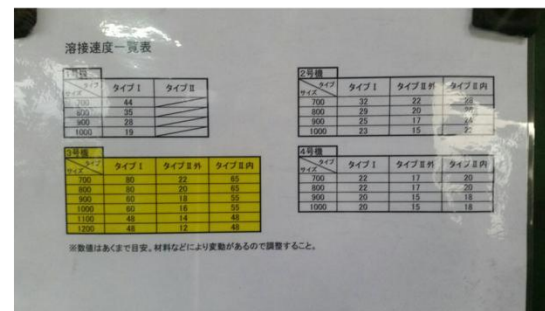 溶接速度一覧表
1号機
タイプ サイズ タイプⅠ タイプⅡ
700 44
800 35
900 28
1000 19
2号機
タイプ サイズ タイプⅠ タイプⅡ外 タイプⅡ内
700 32 22 28
800 29 20
900 25 17 24
1000 23 15
3号機
タイプ サイズ タイプⅠ タイプⅡ外 タイプⅡ内
700 80 22 65
800 80 20 65
900 60 18 55
1000 60 16 55
1100 48 14 48
1200 48 12 48
4号機
タイプ サイズ タイプⅠ タイプⅡ外 タイプⅡ内
700 22 17 20
800 22 17 20
900 20 15 18
1000 20 15 18
※数値はあくまで目安。材料などにより変動があるので調整すること。